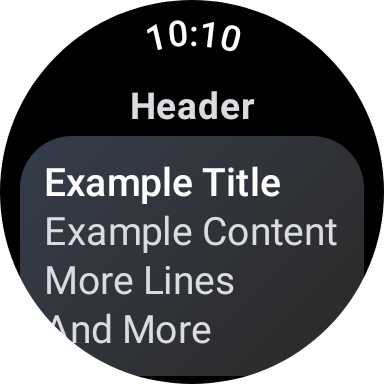 10:10
Header
Example Title
Example Content
More Lines
And More